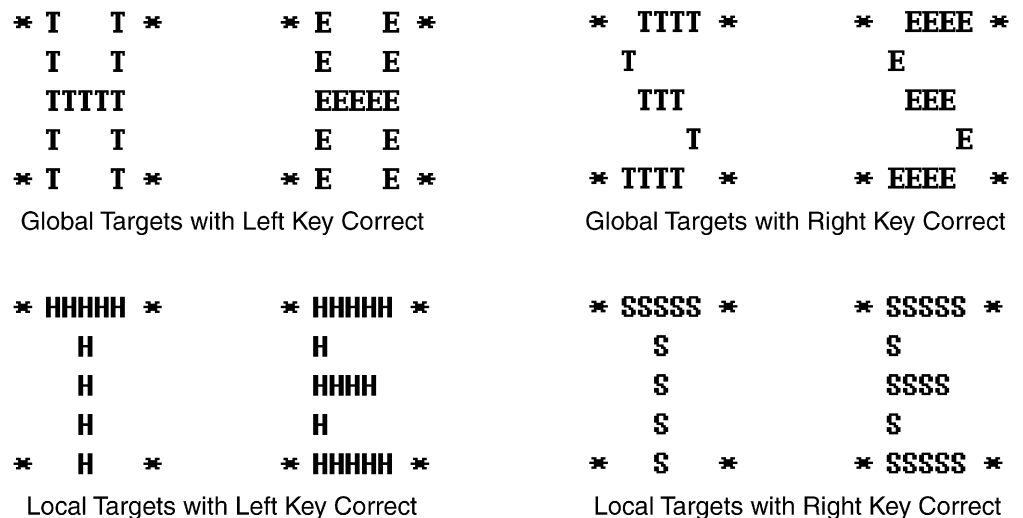 * T   T *   * E   E *   *  TTTT *   *  EEEE *
T   T   E   E   T   E
TTTTT   EEEEE   TTT   EEE
T   T   E   E   T   E
* T   T *   * E   E *   * TTTT  *   * EEEE  *
Global Targets with Left Key Correct   Global Targets with Right Key Correct
* HHHHH *   * HHHHH *   * SSSSS *   * SSSSS *
H   H   S   S
H   HHHH   S   SSSS
H   H   S   S
*   H   *   * HHHHH *   *   S   *   * SSSSS *
Local Targets with Left Key Correct   Local Targets with Right Key Correct